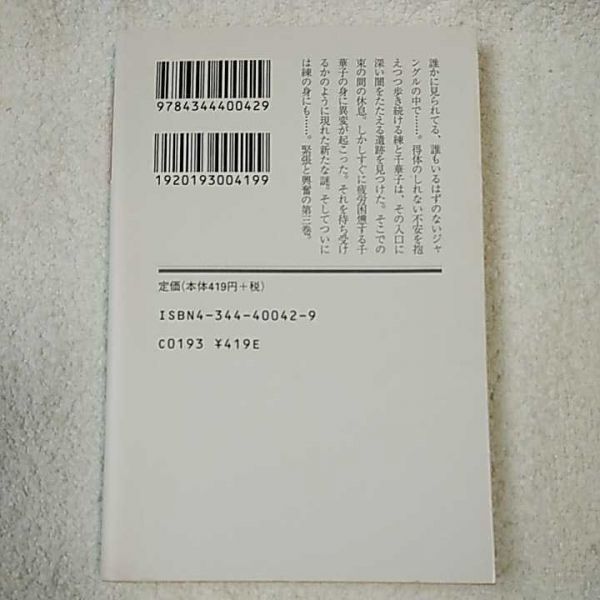 誰かに見られてる、誰もいるはずのないジャ
ングルの中で……。得体のしれない不安を抱
えつつ歩き続ける練と千華子は、その入口に
深い闇をたたえる遺跡を見つけた。そこでの
束の間の休息。しかしすぐに疲労困憊する千
華子の身に異変が起こった。それを待ち受け
るかのように現れた新たな謎。そしてついに
は練の身にも……。緊張と興奮の第三巻。
9784344400429
1920193004199
定価(本体419円+税)
ISBN4-344-40042-9
C0193 ¥419E